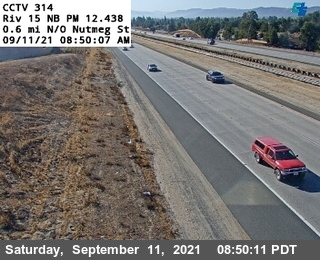 CCTV 314
Riv 15 NB PM 12.438
0.6 mi N/O Nutmeg St
09/11/21 08:50:07 AM
Saturday, September 11, 2021 08:50:11 PDT